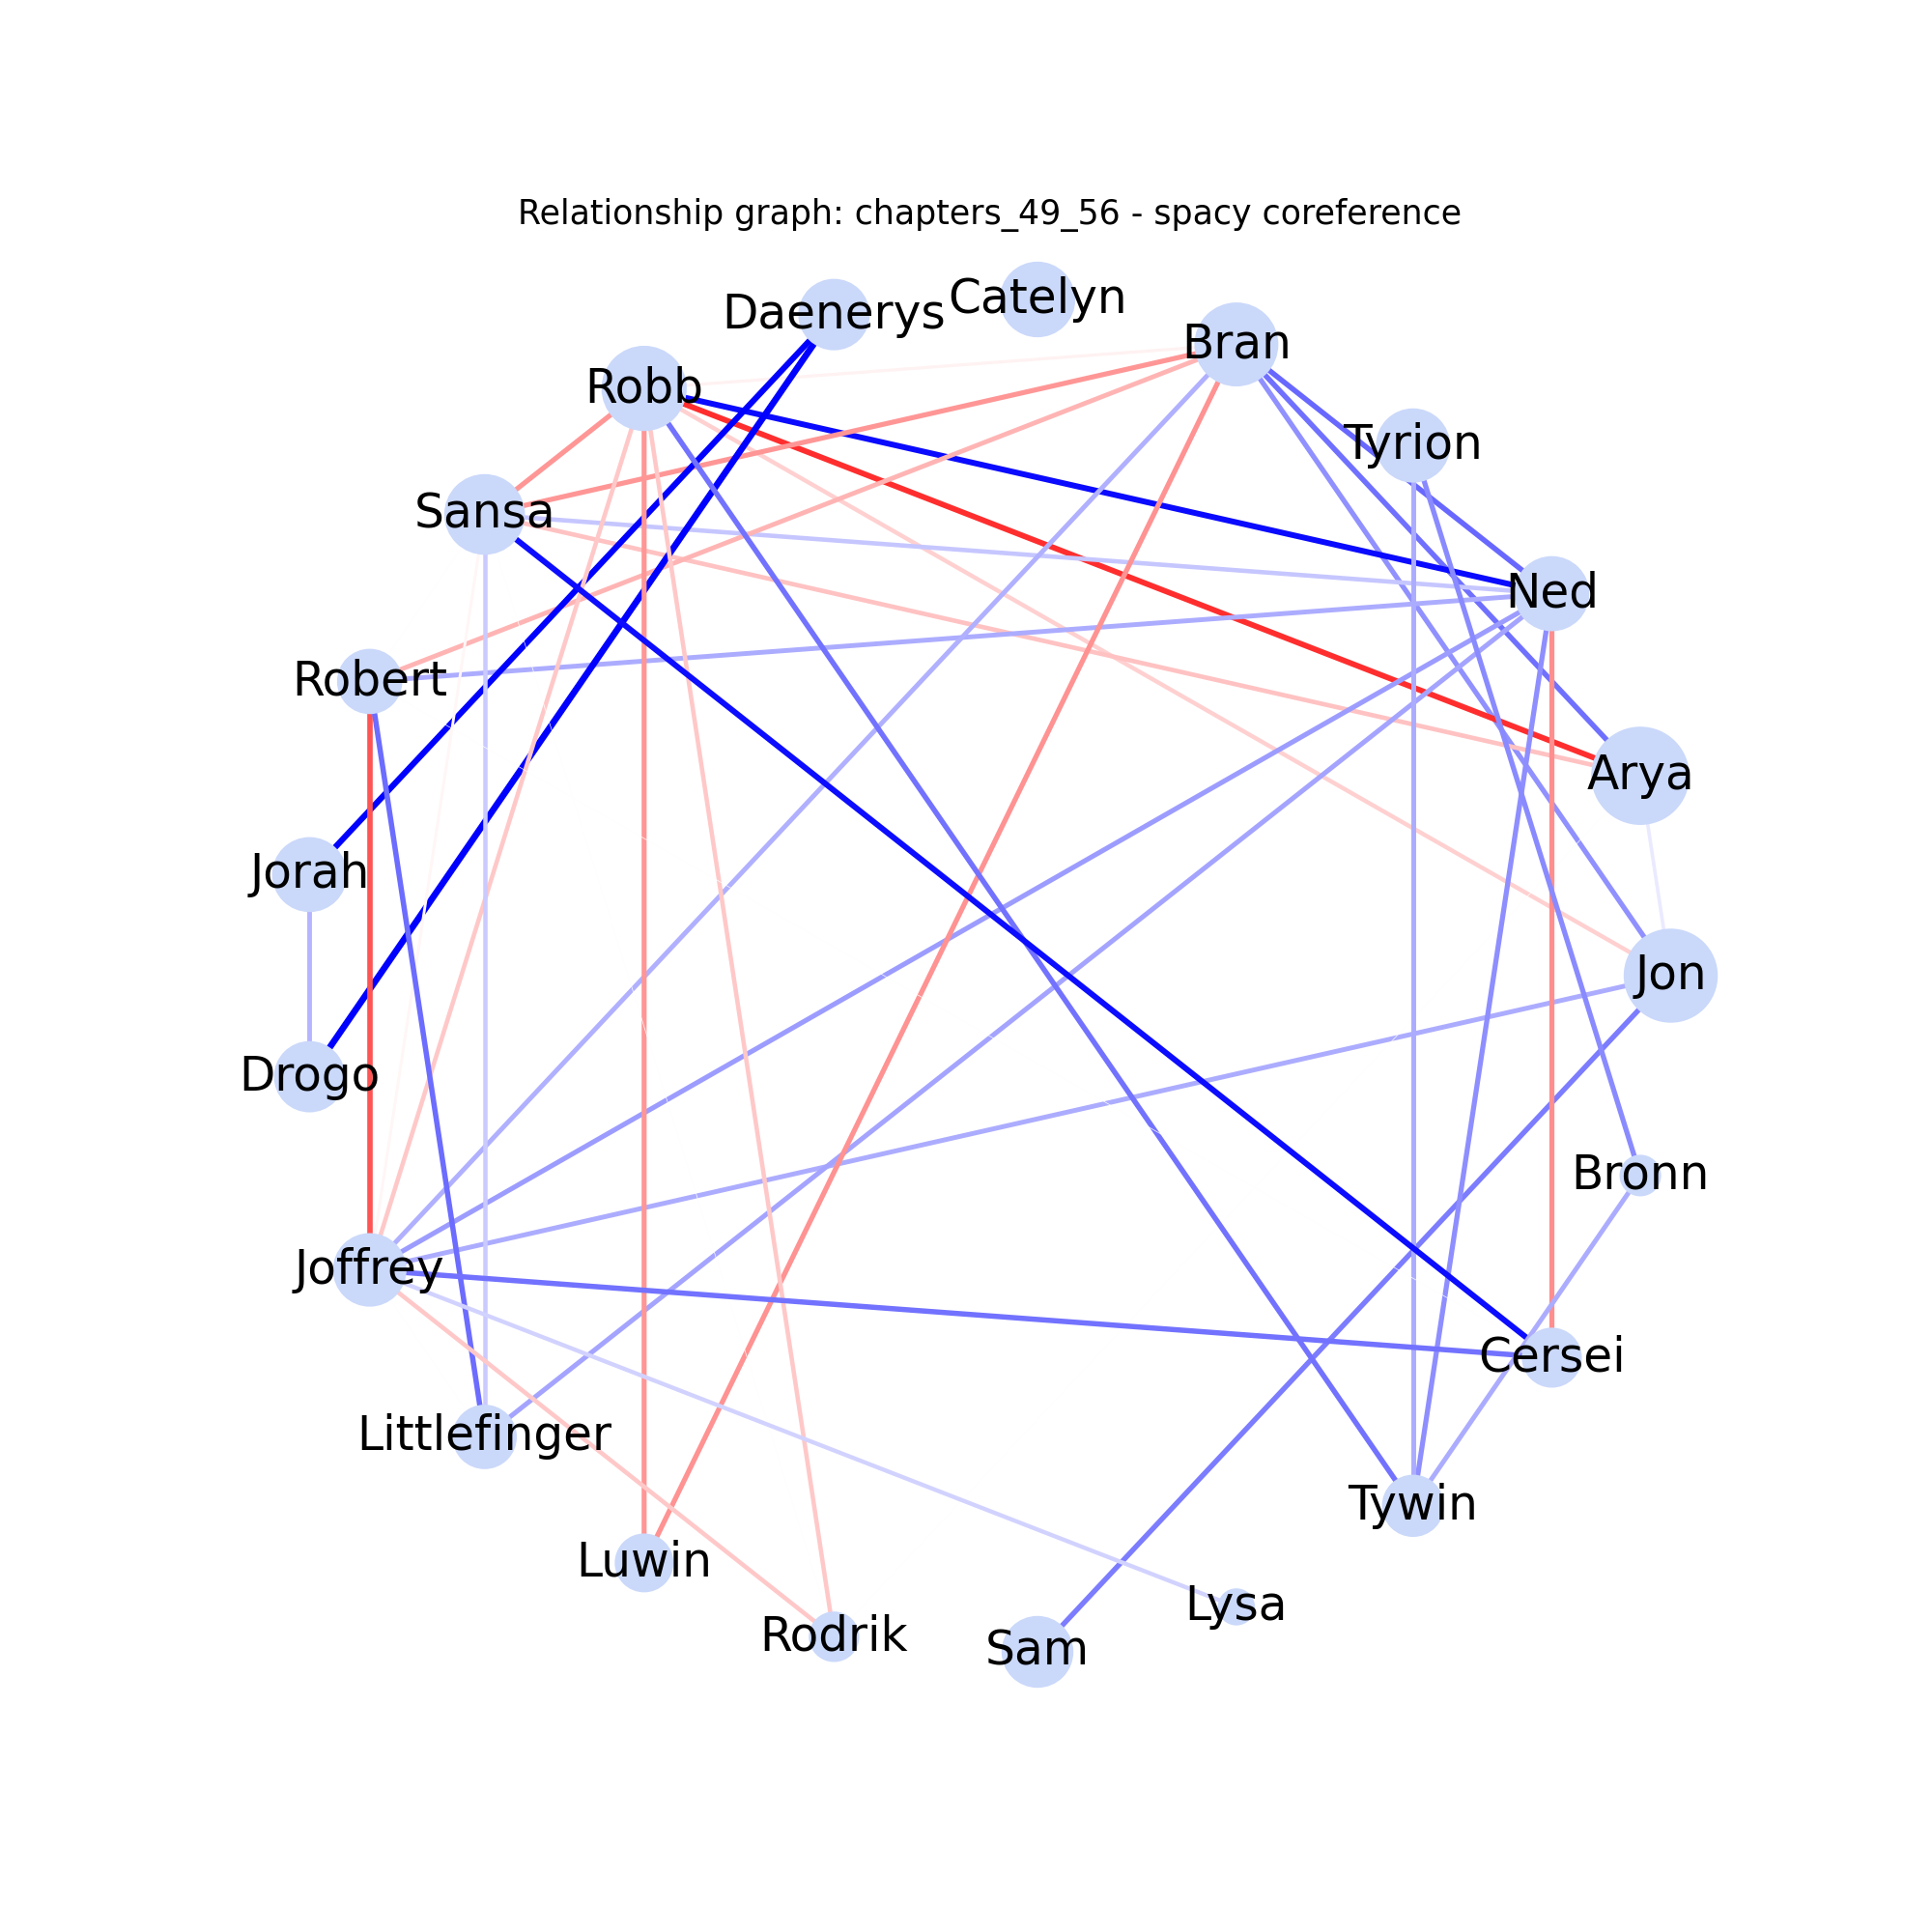 Relationship graph: chapters_49_56 - spacy coreference
Catelyn
Daenerys
Bran
Robb
Tyrion
Sansa
Ned
Robert
Arya
Jorah
Jon
Drogo
Bronn
Joffrey
Cersei
Littlefinger
Tywin
Luwin
Lysa
Rodrik
Sam